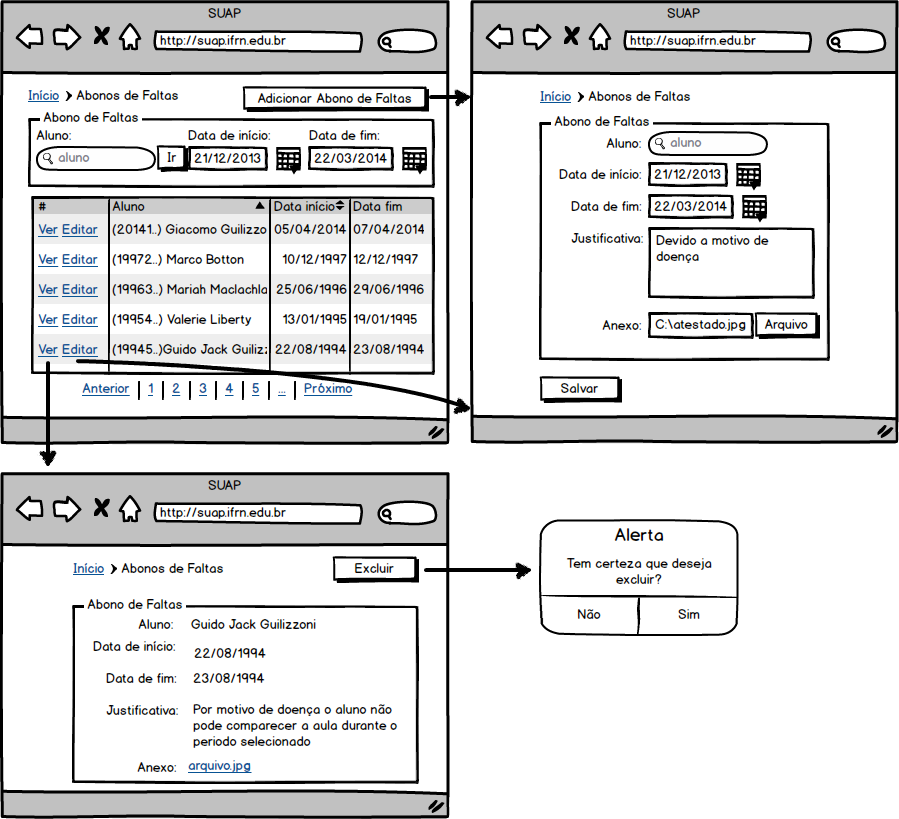 SUAP
http://suap.ifrn.edu.br
Início Abonos de Faltas
Adicionar Abono de Faltas
Abono de Faltas
Aluno: Data de início: Data de fim:
aluno Ir 21/12/2013 22/03/2014
# Aluno Data início Data fim
Ver Editar (20141..) Giacomo Guilizzo 05/04/2014 07/04/2014
Ver Editar (19972..) Marco Botton 10/12/1997 12/12/1997
Ver Editar (19963..) Mariah Maclachla 25/06/1996 29/06/1996
Ver Editar (19954..) Valerie Liberty 13/01/1995 19/01/1995
Ver Editar (19945..)Guido Jack Guiliz: 22/08/1994 23/08/1994
Anterior | 1 | 2 | 3 | 4 | 5 | ... | Próximo
SUAP
http://suap.ifrn.edu.br
Início Abonos de Faltas
Abono de Faltas
Aluno: aluno
Data de início: 21/12/2013
Data de fim: 22/03/2014
Justificativa: Devido a motivo de
doença
Anexo: C:\atestado.jpg Arquivo
Salvar
SUAP
http://suap.ifrn.edu.br
Início Abonos de Faltas
Excluir
Abono de Faltas
Aluno: Guido Jack Guilizzoni
Data de início: 22/08/1994
Data de fim: 23/08/1994
Justificativa: Por motivo de doença o aluno não
pode comparecer a aula durante o
periodo selecionado
Anexo: arquivo.jpg
Alerta
Tem certeza que deseja
excluir?
Não Sim